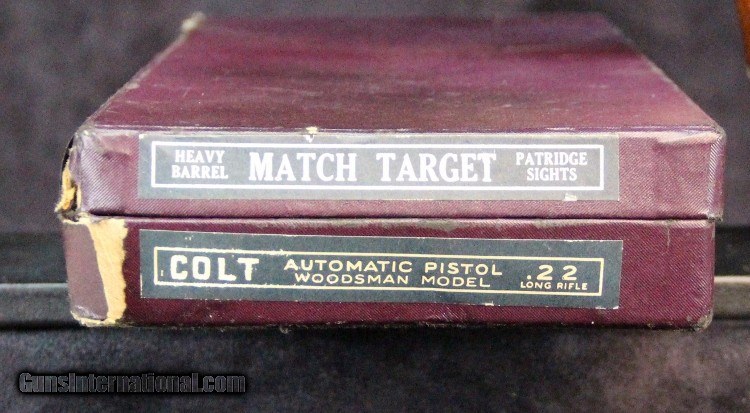 HEAVY BARREL MATCH TARGET PATRIDGE SIGHTS
COLT AUTOMATIC PISTOL WOODSMAN MODEL .22 LONG RIFLE
GunsInternational.com